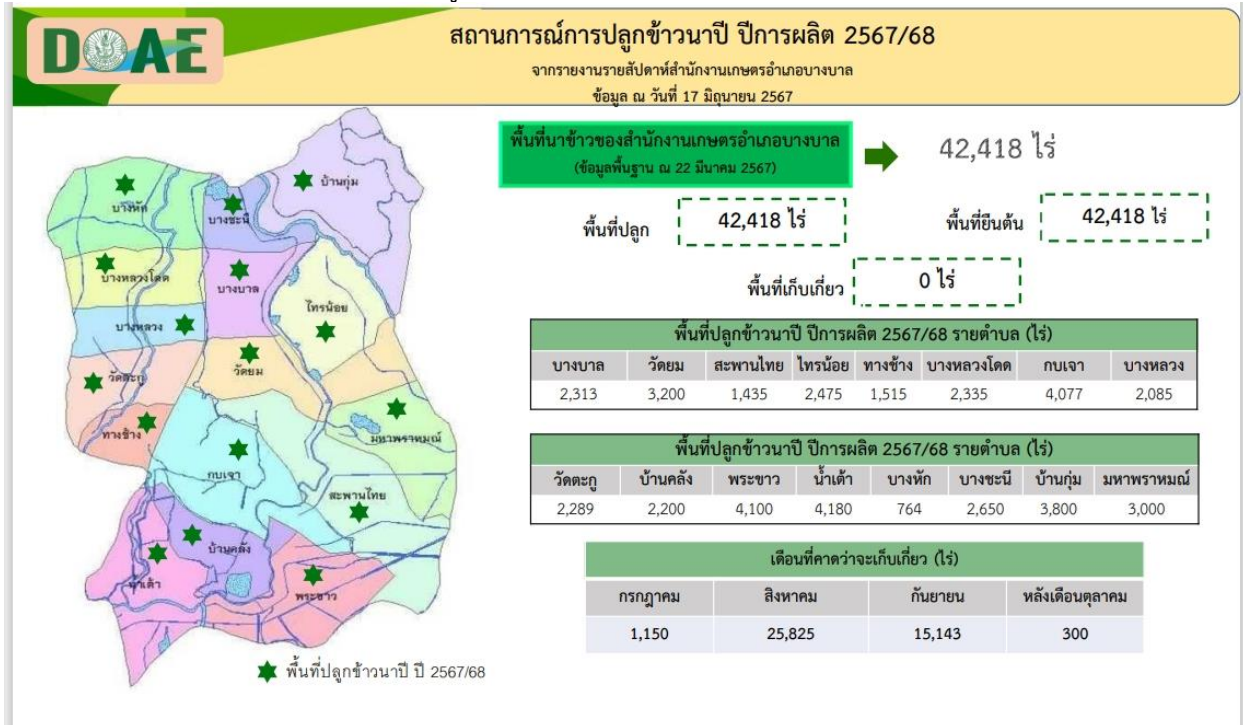 DOAE
สถานการณ์การปลูกข้าวนาปี ปีการผลิต 2567/68
จากรายงานรายสัปดาห์สำนักงานเกษตรอำเภอบางบาล
ข้อมูล ณ วันที่ 17 มิถุนายน 2567
พื้นที่นาข้าวของสำนักงานเกษตรอำเภอบางบาล
(ข้อมูลพื้นฐาน ณ 22 มีนาคม 2567)
42,418 ไร่
พื้นที่ปลูก 42,418 ไร่
พื้นที่ยืนต้น 42,418 ไร่
พื้นที่เก็บเกี่ยว 0 ไร่
พื้นที่ปลูกข้าวนาปี ปีการผลิต 2567/68 รายตำบล (ไร่)
บางบาล วัดยม สะพานไทย ไทรน้อย ทางช้าง บางหลวงโดด กบเจา บางหลวง
2,313 3,200 1,435 2,475 1,515 2,335 4,077 2,085
พื้นที่ปลูกข้าวนาปี ปีการผลิต 2567/68 รายตำบล (ไร่)
วัดตะกู บ้านคลัง พระขาว น้ำเต้า บางหัก บางชะนี บ้านกุ่ม มหาพราหมณ์
2,289 2,200 4,100 4,180 764 2,650 3,800 3,000
เดือนที่คาดว่าจะเก็บเกี่ยว (ไร่)
กรกฎาคม สิงหาคม กันยายน หลังเดือนตุลาคม
1,150 25,825 15,143 300
บ้านกุ่ม
บางหัก
บางชะนี
บางหลวงโดด
บางบาล
ไทรน้อย
บางหลวง
วัดยม
วัดตะกู
ทางช้าง
มหาพราหมณ์
กบเจา
สะพานไทย
บ้านคลัง
น้ำเต้า
พระขาว
พื้นที่ปลูกข้าวนาปี ปี 2567/68